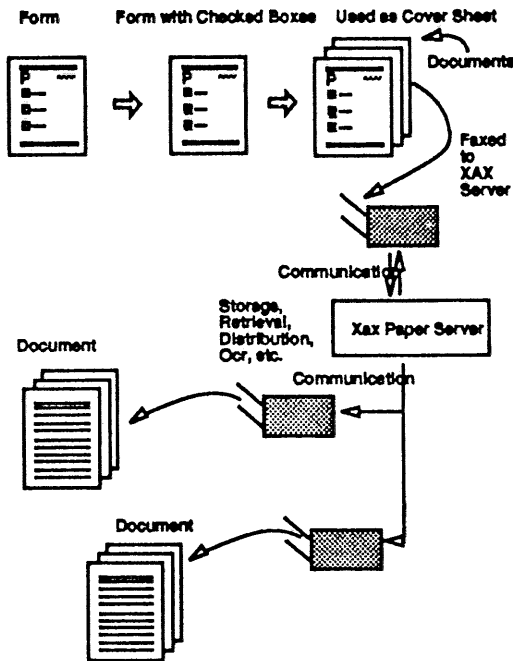 Form
Form with Checked Boxes
Used as Cover Sheet
Documents
P
P
P
Faxed
to
XAX
Server
Communication
Storage,
Retrieval,
Distribution,
Ocr, etc.
Xax Paper Server
Communication
Document
Document